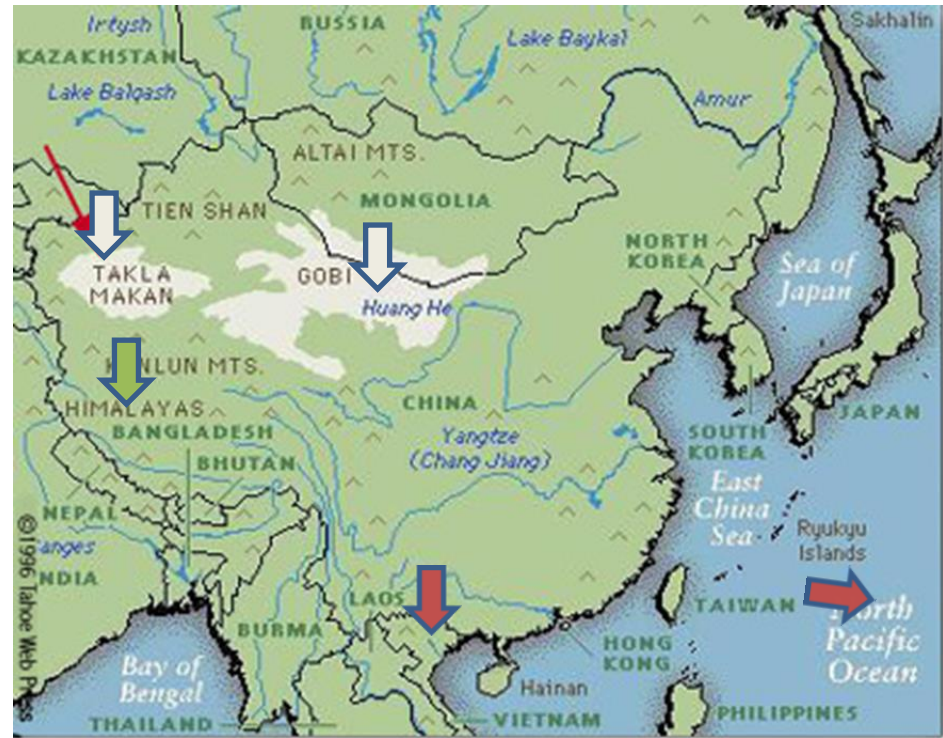 Irtysh
RUSSIA
Sakhalin
KAZAKHSTAN
Lake Baykal
Lake Balqash
Amur
ALTAI MTS.
MONGOLIA
TIEN SHAN
NORTH
KOREA
Sea of
Japan
TAKLA
MAKAN
GOBI
Huang He
NLUN MTS.
HIMALAYAS
CHINA
JAPAN
BANGLADESH
Yangtze
(Chang Jiang)
SOUTH
KOREA
BHUTAN
East
China
Sea
NEPAL
Ryukyu
Islands
anges
NDIA
LAOS
TAIWAN
North
Pacific
Ocean
BURMA
HONG
KONG
Bay of
Bengal
Hainan
THAILAND
VIETNAM
PHILIPPINES
©1996 Tahoe Web Press